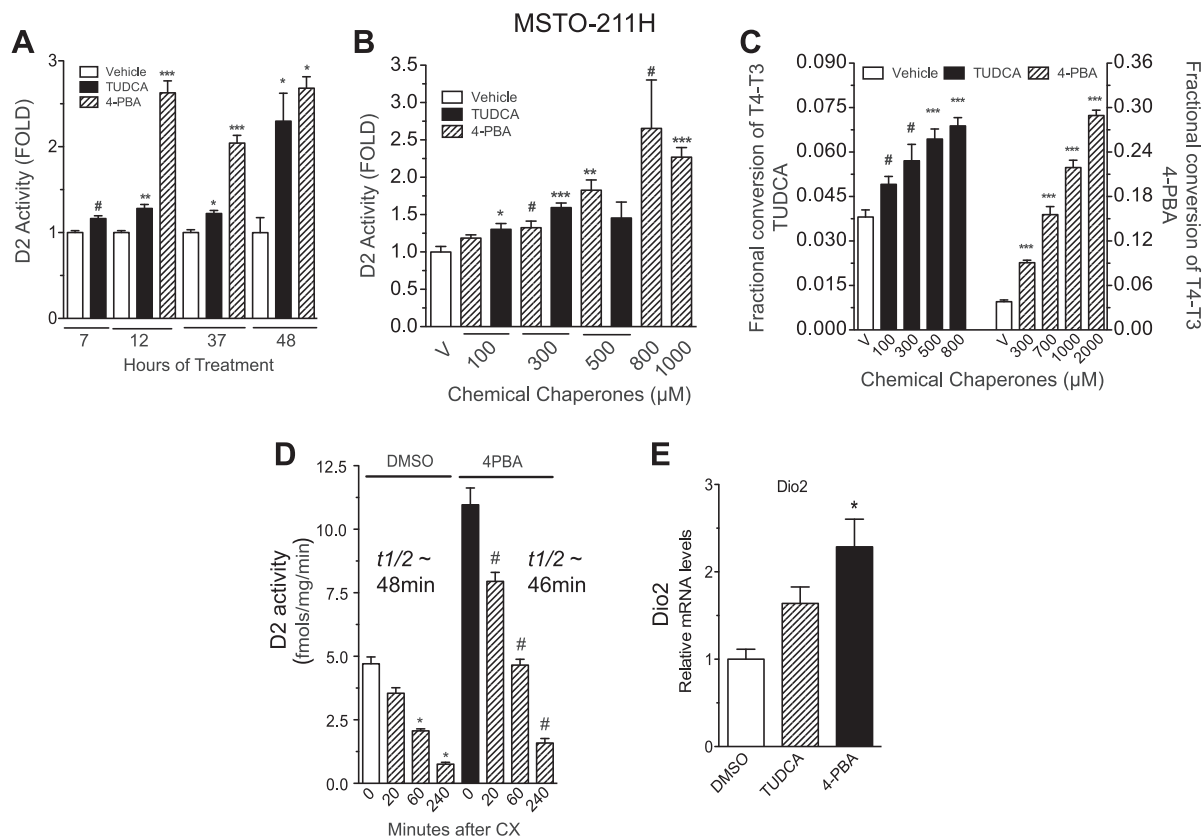 MSTO-211H
A
D2 Activity (FOLD)
3
2
1
0
Vehicle
TUDCA
4-PBA
#
**
***
*
***
*
*
7 12 37 48
Hours of Treatment
B
D2 Activity (FOLD)
3.5
3.0
2.5
2.0
1.5
1.0
0.5
0.0
Vehicle
TUDCA
4-PBA
*
#
***
**
#
***
V 100 300 500 800 1000
Chemical Chaperones (µM)
C
Fractional conversion of T4-T3
TUDCA
0.090
0.075
0.060
0.045
0.030
0.015
0.000
Vehicle TUDCA 4-PBA
#
#
***
***
***
***
***
***
V 100 300 500 800 V 300 700 1000 2000
Chemical Chaperones (µM)
0.36
0.30
0.24
0.18
0.12
0.06
0.00
Fractional conversion of T4-T3
4-PBA
D
D2 activity
(fmols/mg/min)
12.5
10.0
7.5
5.0
2.5
0.0
DMSO 4PBA
t1/2 ~
48min
t1/2 ~
46min
*
*
#
#
#
0 20 60 240 0 20 60 240
Minutes after CX
E
Dio2
Dio2
Relative mRNA levels
3
2
1
0
*
DMSO TUDCA 4-PBA